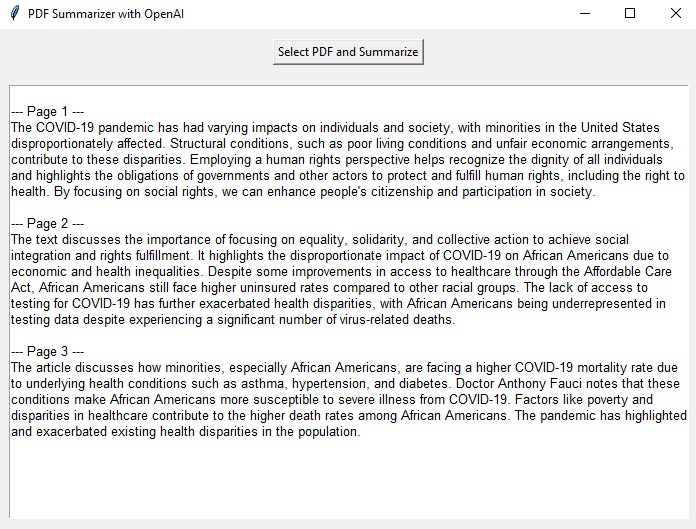 PDF Summarizer with OpenAI
Select PDF and Summarize
--- Page 1 ---
The COVID-19 pandemic has had varying impacts on individuals and society, with minorities in the United States
disproportionately affected. Structural conditions, such as poor living conditions and unfair economic arrangements,
contribute to these disparities. Employing a human rights perspective helps recognize the dignity of all individuals
and highlights the obligations of governments and other actors to protect and fulfill human rights, including the right to
health. By focusing on social rights, we can enhance people's citizenship and participation in society.
--- Page 2 ---
The text discusses the importance of focusing on equality, solidarity, and collective action to achieve social
integration and rights fulfillment. It highlights the disproportionate impact of COVID-19 on African Americans due to
economic and health inequalities. Despite some improvements in access to healthcare through the Affordable Care
Act, African Americans still face higher uninsured rates compared to other racial groups. The lack of access to
testing for COVID-19 has further exacerbated health disparities, with African Americans being underrepresented in
testing data despite experiencing a significant number of virus-related deaths.
--- Page 3 ---
The article discusses how minorities, especially African Americans, are facing a higher COVID-19 mortality rate due
to underlying health conditions such as asthma, hypertension, and diabetes. Doctor Anthony Fauci notes that these
conditions make African Americans more susceptible to severe illness from COVID-19. Factors like poverty and
disparities in healthcare contribute to the higher death rates among African Americans. The pandemic has highlighted
and exacerbated existing health disparities in the population.